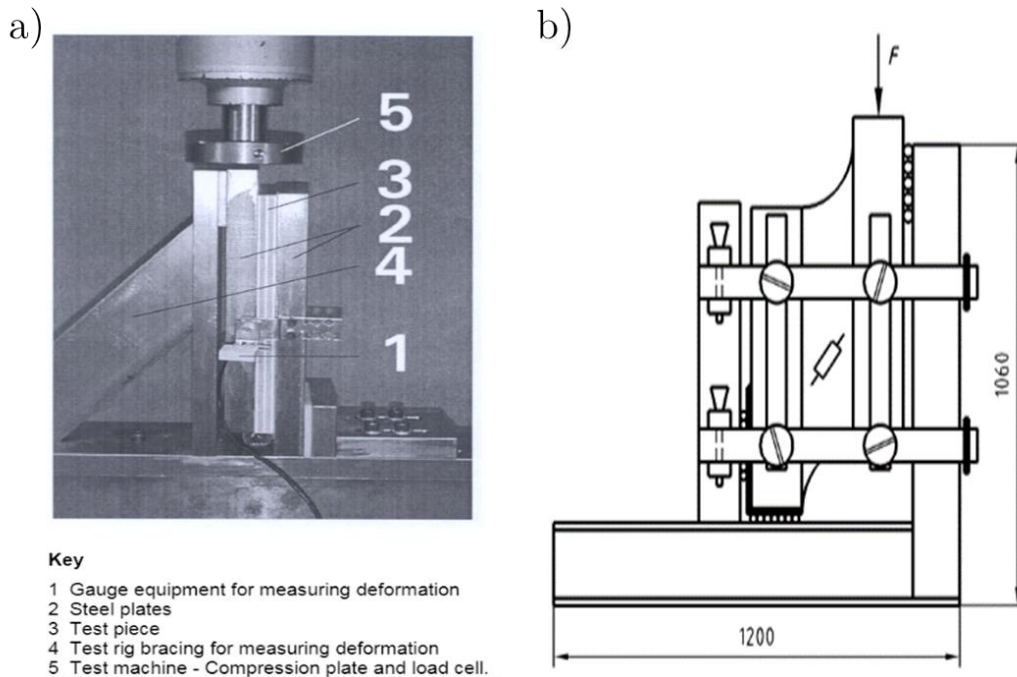 a)
5
3
2
4
1
Key
1 Gauge equipment for measuring deformation
2 Steel plates
3 Test piece
4 Test rig bracing for measuring deformation
5 Test machine - Compression plate and load cell.
b)
F
1060
1200